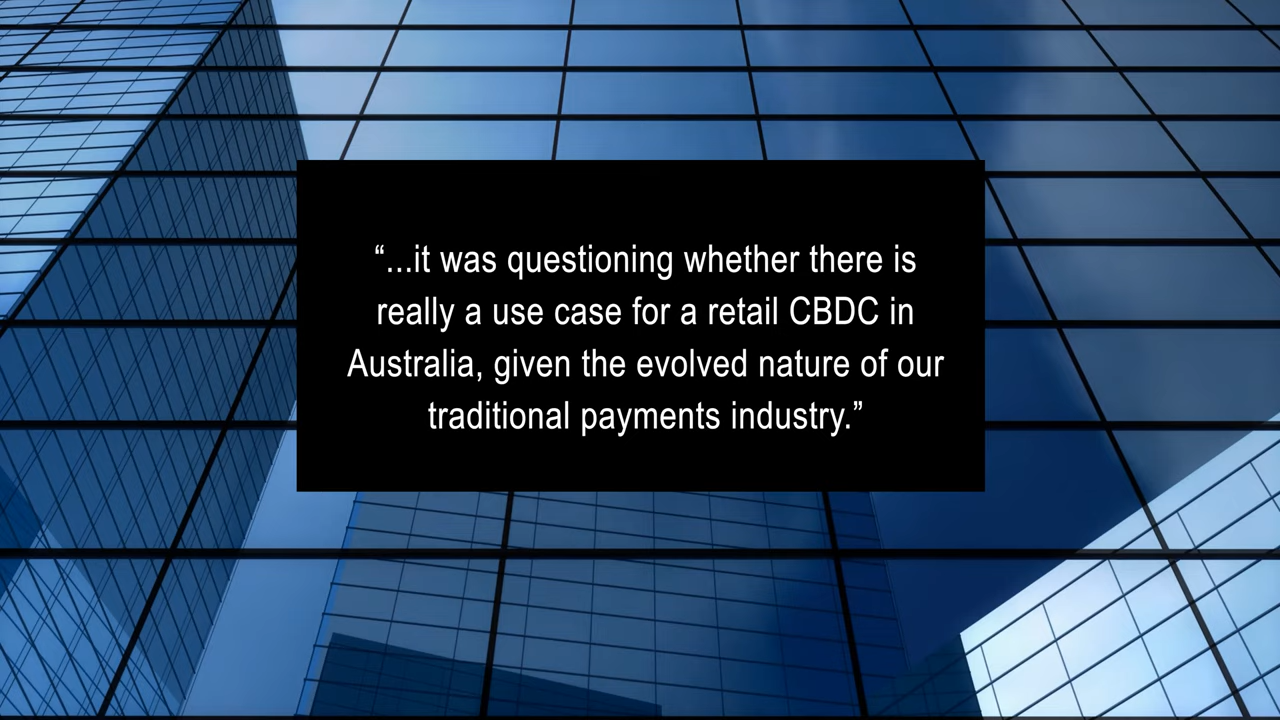 “...it was questioning whether there is
really a use case for a retail CBDC in
Australia, given the evolved nature of our
traditional payments industry.”